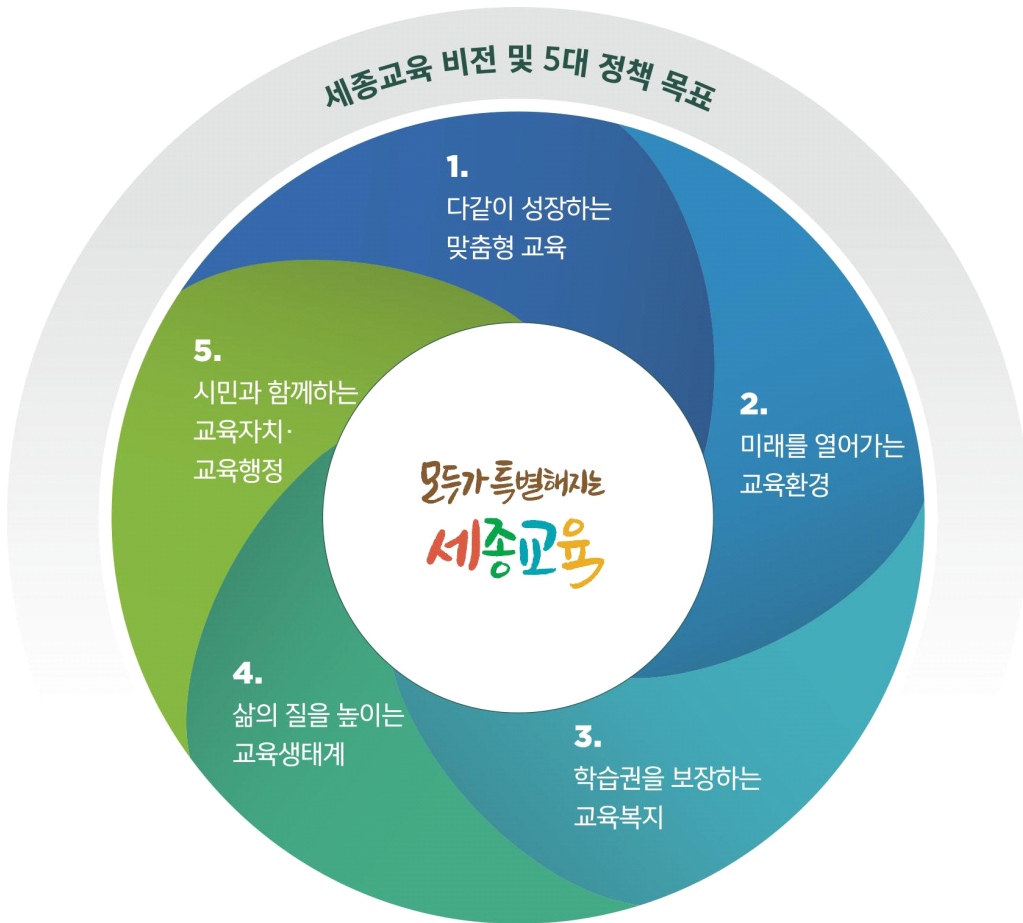 세종교육 비전 및 5대 정책 목표
1.
다같이 성장하는
맞춤형 교육
2.
미래를 열어가는
교육환경
3.
학습권을 보장하는
교육복지
4.
삶의 질을 높이는
교육생태계
5.
시민과 함께하는
교육자치·
교육행정
모두가 특별해지는
세종교육